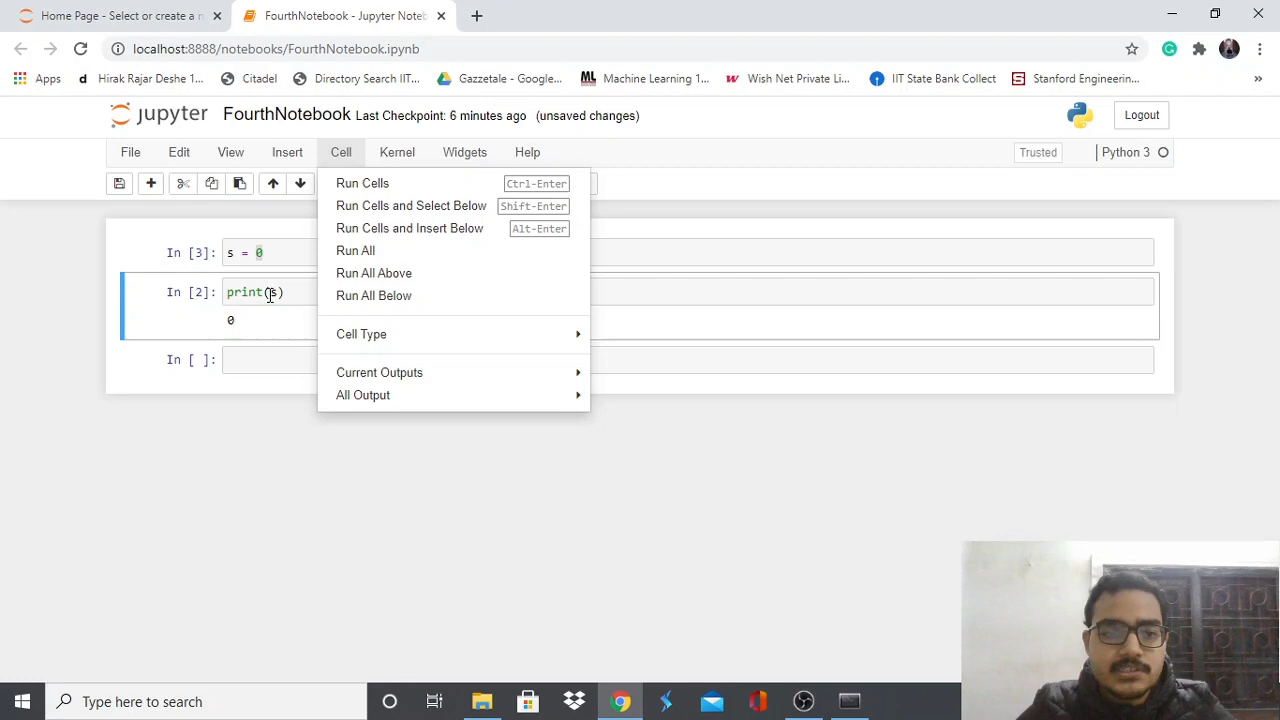 Home Page - Select or create a n
FourthNotebook - Jupyter Noteb
localhost:8888/notebooks/FourthNotebook.ipynb
Apps
Hirak Rajar Deshe 1...
Citadel
Directory Search IIT...
Gazzetale - Google...
ML
Machine Learning 1...
Wish Net Private Li...
IIT State Bank Collect
Stanford Engineerin...
jupyter
FourthNotebook Last Checkpoint: 6 minutes ago (unsaved changes)
Logout
File
Edit
View
Insert
Cell
Kernel
Widgets
Help
Trusted
Python 3
Run Cells Ctrl-Enter
Run Cells and Select Below Shift-Enter
Run Cells and Insert Below Alt-Enter
Run All
Run All Above
Run All Below
Cell Type
Current Outputs
All Output
In [3]: s = 0
In [2]: print(s)
0
In [ ]:
Type here to search